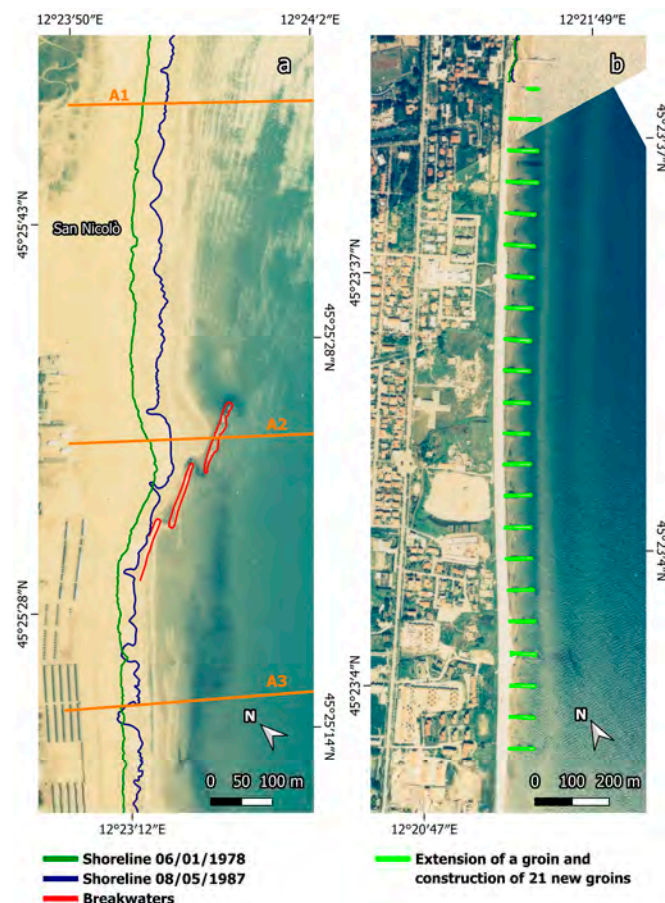 12°23'50"E
12°24'2"E
12°21'49"E
a
b
A1
San Nicolò
45°25'43"N
45°25'28"N
A2
45°25'28"N
A3
N
45°25'14"N
0 50 100 m
12°23'12"E
45°23'37"N
45°23'37"N
45°23'4"N
45°23'4"N
N
0 100 200 m
12°20'47"E
Shoreline 06/01/1978
Shoreline 08/05/1987
Breakwaters
Extension of a groin and
construction of 21 new groins